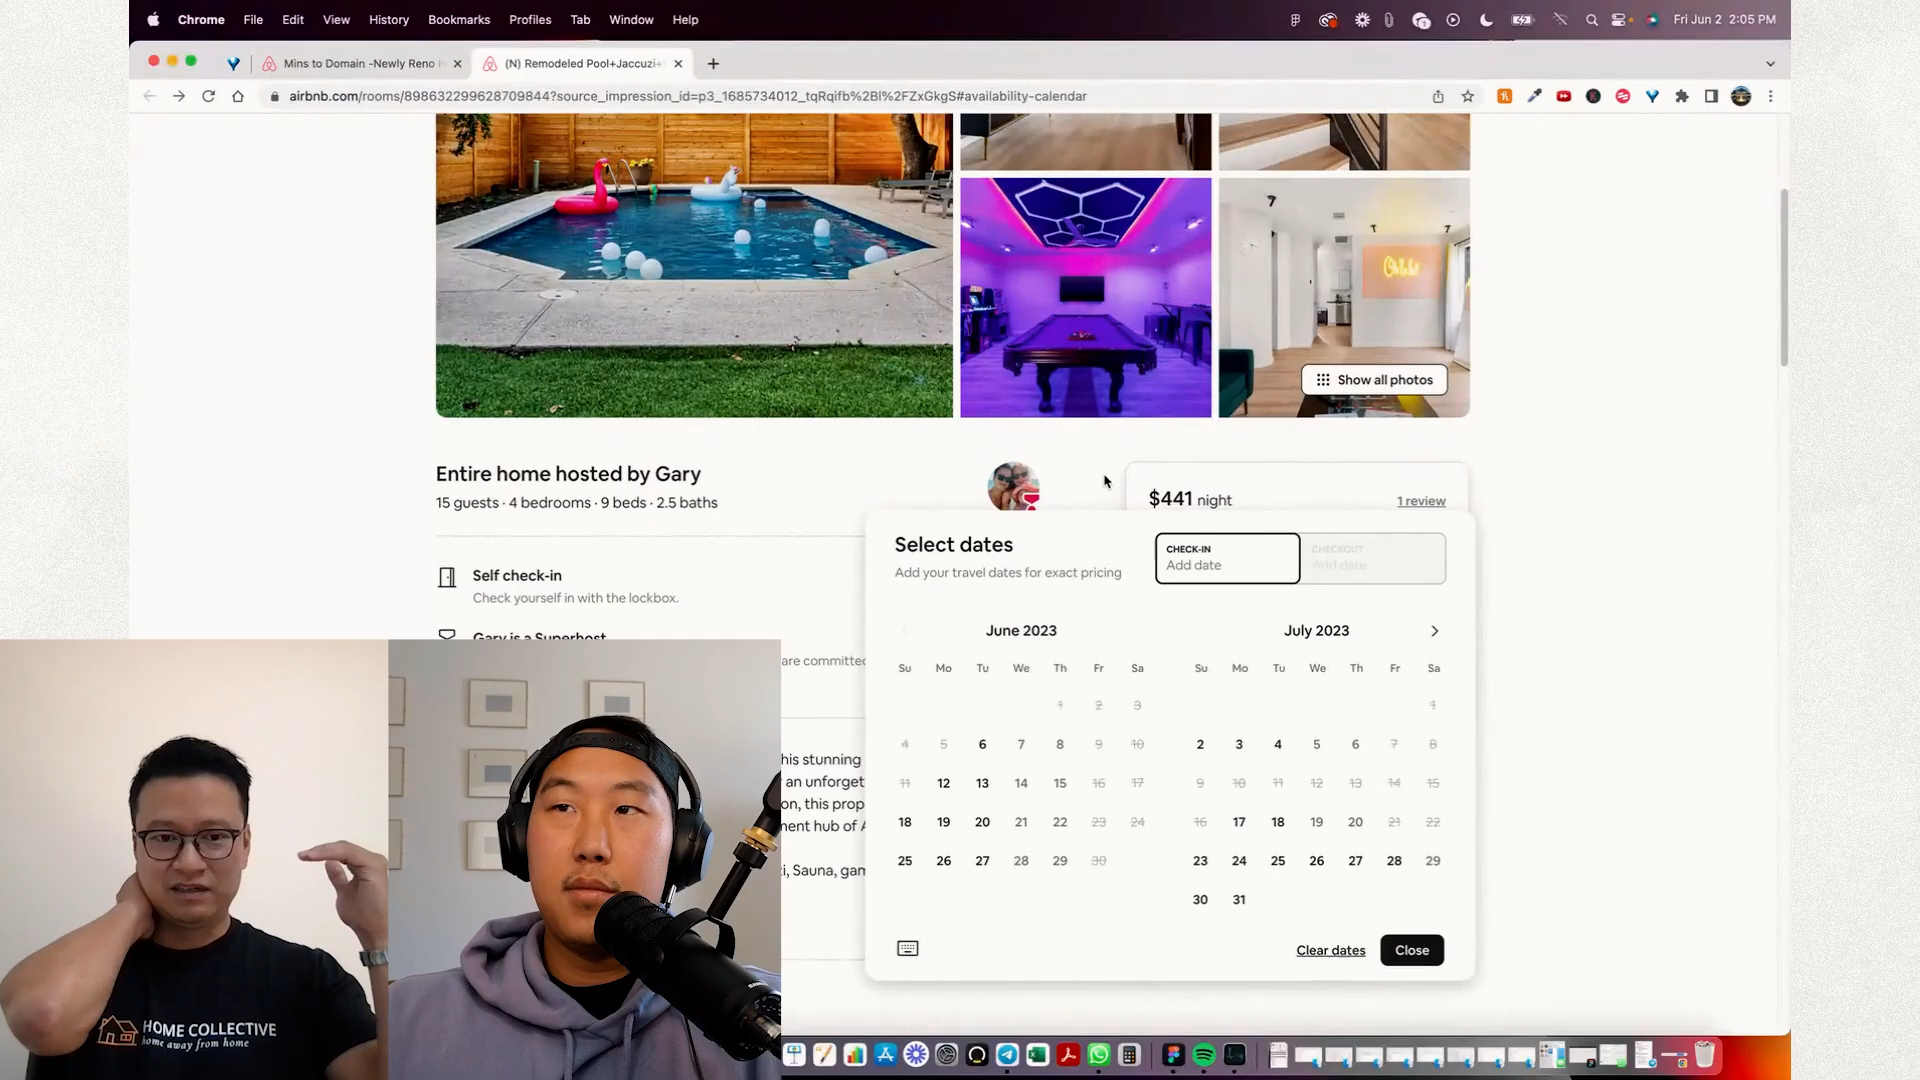 Chrome File Edit View History Bookmarks Profiles Tab Window Help
Fri Jun 2 2:05 PM
Mins to Domain -Newly Reno
(N) Remodeled Pool+Jaccuzi+
airbnb.com/rooms/898632299628709844?source_impression_id=p3_1685734012_tqRqifb%2Bl%2FZxGkgS#availability-calendar
Show all photos
Entire home hosted by Gary
15 guests · 4 bedrooms · 9 beds · 2.5 baths
$441 night
1 review
Self check-in
Check yourself in with the lockbox.
Gary is a Superhost
are committed
his stunning
an unforget
on, this prop
ment hub of A
i, Sauna, gam
Select dates
Add your travel dates for exact pricing
CHECK-IN
Add date
CHECKOUT
Add date
June 2023
Su Mo Tu We Th Fr Sa
1 2 3
4 5 6 7 8 9 10
11 12 13 14 15 16 17
18 19 20 21 22 23 24
25 26 27 28 29 30
July 2023
Su Mo Tu We Th Fr Sa
1
2 3 4 5 6 7 8
9 10 11 12 13 14 15
16 17 18 19 20 21 22
23 24 25 26 27 28 29
30 31
Clear dates
Close
HOME COLLECTIVE
home away from home